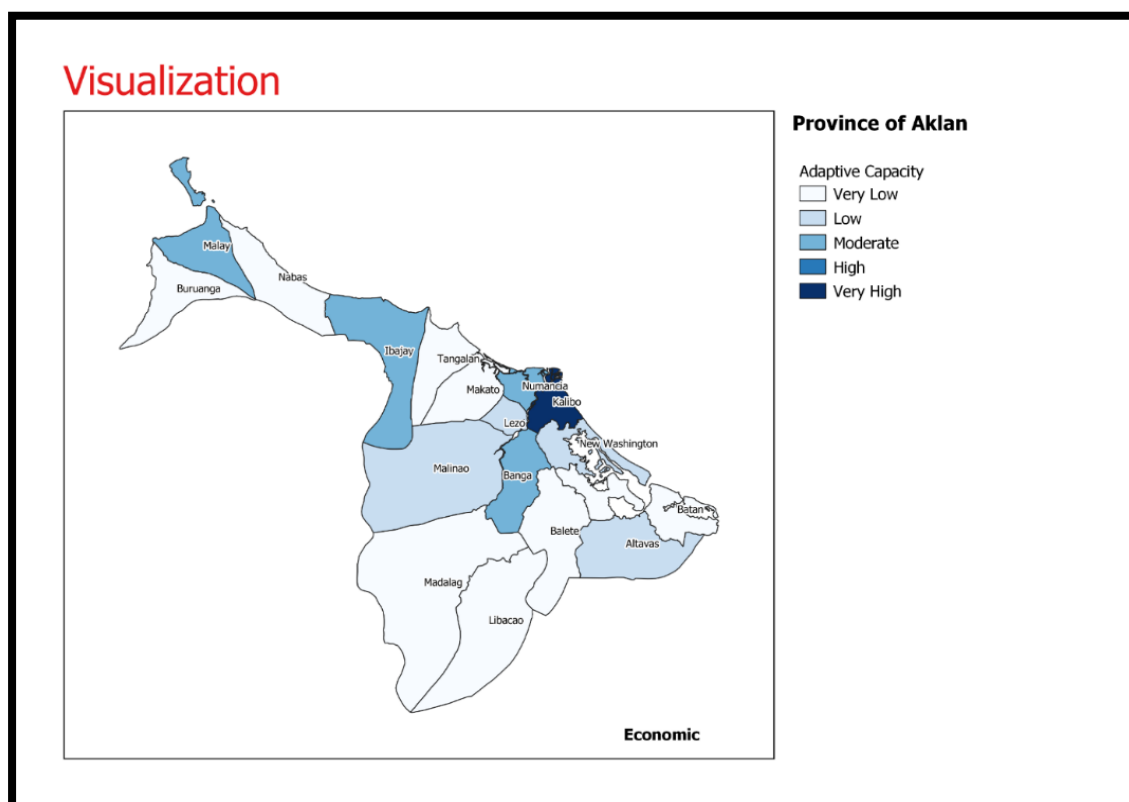 Visualization
Province of Aklan
Adaptive Capacity
Very Low
Low
Moderate
High
Very High
Malay
Nabas
Buruanga
Ibajay
Tangalan
Makato
Numancia
Kalibo
Lezo
New Washington
Malinao
Banga
Batan
Balete
Altavas
Madalag
Libacao
Economic